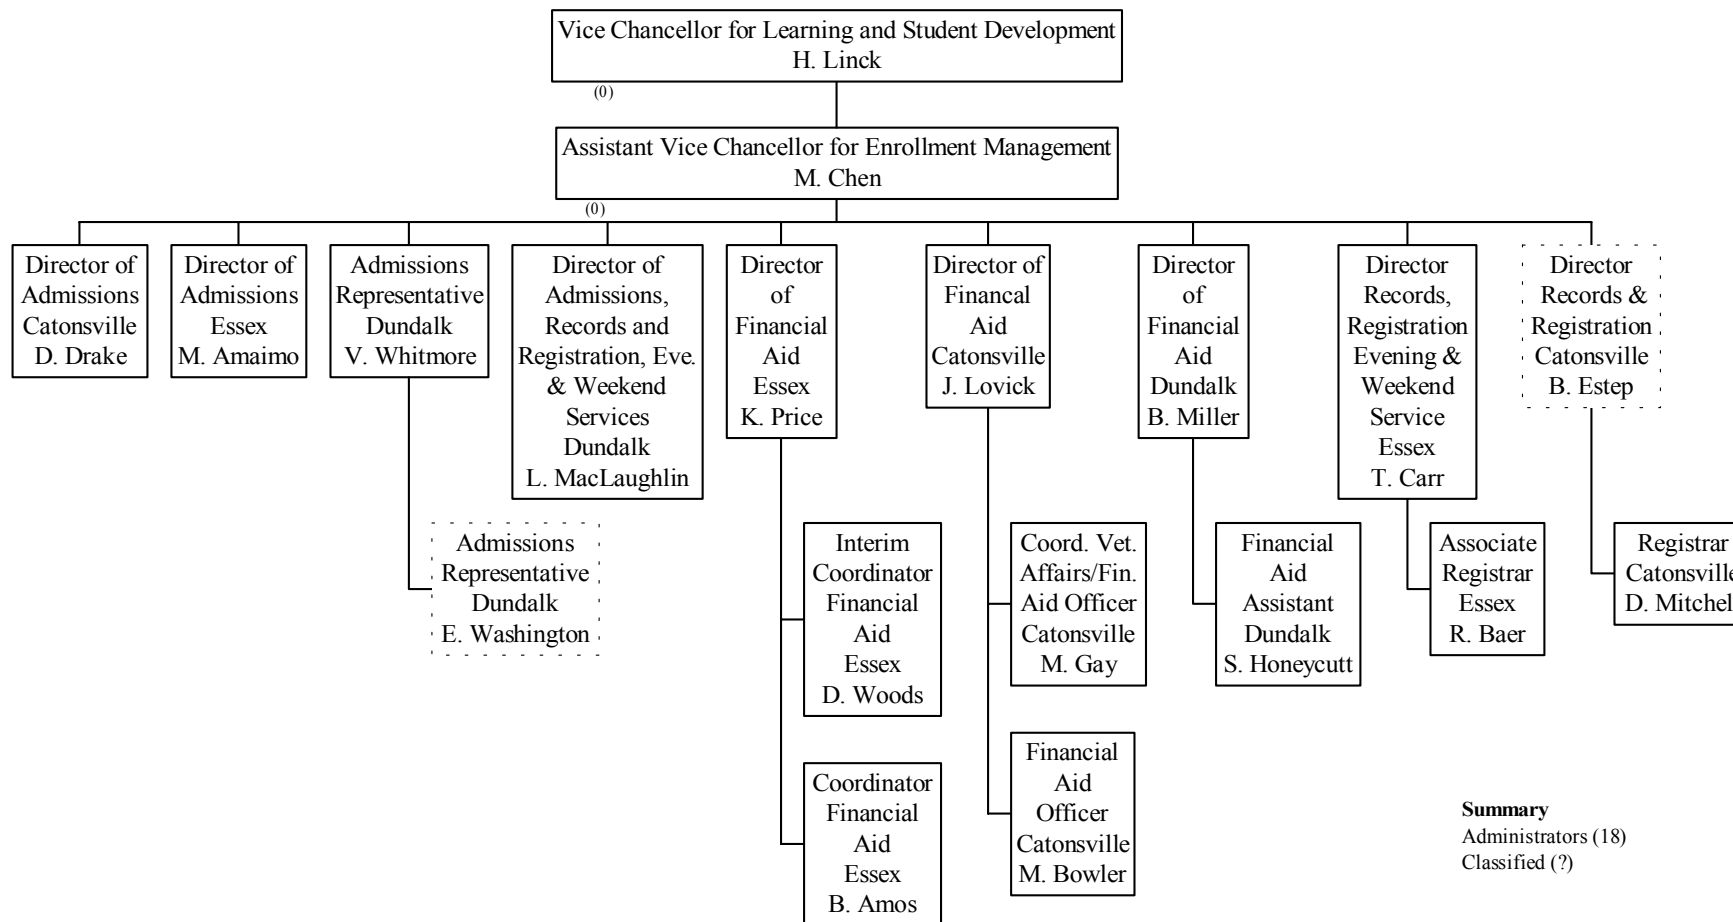 Vice Chancellor for Learning and Student Development
H. Linck
(0)
Assistant Vice Chancellor for Enrollment Management
M. Chen
(0)
Director of
Admissions
Catonsville
D. Drake
Director of
Admissions
Essex
M. Amaimo
Admissions
Representative
Dundalk
V. Whitmore
Director of
Admissions,
Records and
Registration, Eve.
& Weekend
Services
Dundalk
L. MacLaughlin
Director
of
Financial
Aid
Essex
K. Price
Director of
Financal
Aid
Catonsville
J. Lovick
Director
of
Financial
Aid
Dundalk
B. Miller
Director
Records,
Registration
Evening &
Weekend
Service
Essex
T. Carr
Director
Records &
Registration
Catonsville
B. Estep
Admissions
Representative
Dundalk
E. Washington
Interim
Coordinator
Financial
Aid
Essex
D. Woods
Coord. Vet.
Affairs/Fin.
Aid Officer
Catonsville
M. Gay
Financial
Aid
Assistant
Dundalk
S. Honeycutt
Associate
Registrar
Essex
R. Baer
Registrar
Catonsville
D. Mitchel
Coordinator
Financial
Aid
Essex
B. Amos
Financial
Aid
Officer
Catonsville
M. Bowler
Summary
Administrators (18)
Classified (?)